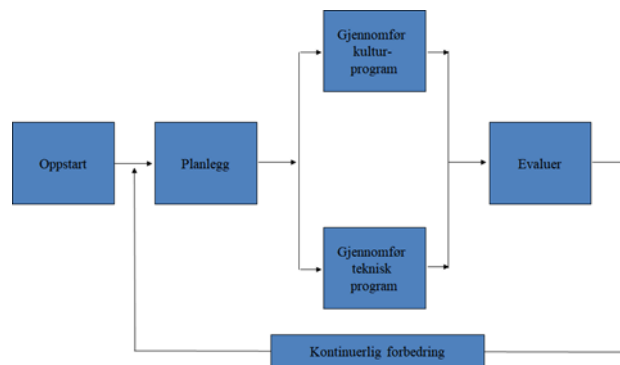 Gjennomfør
kultur-
program
Oppstart
Planlegg
Evaluer
Gjennomfør
teknisk
program
Kontinuerlig forbedring